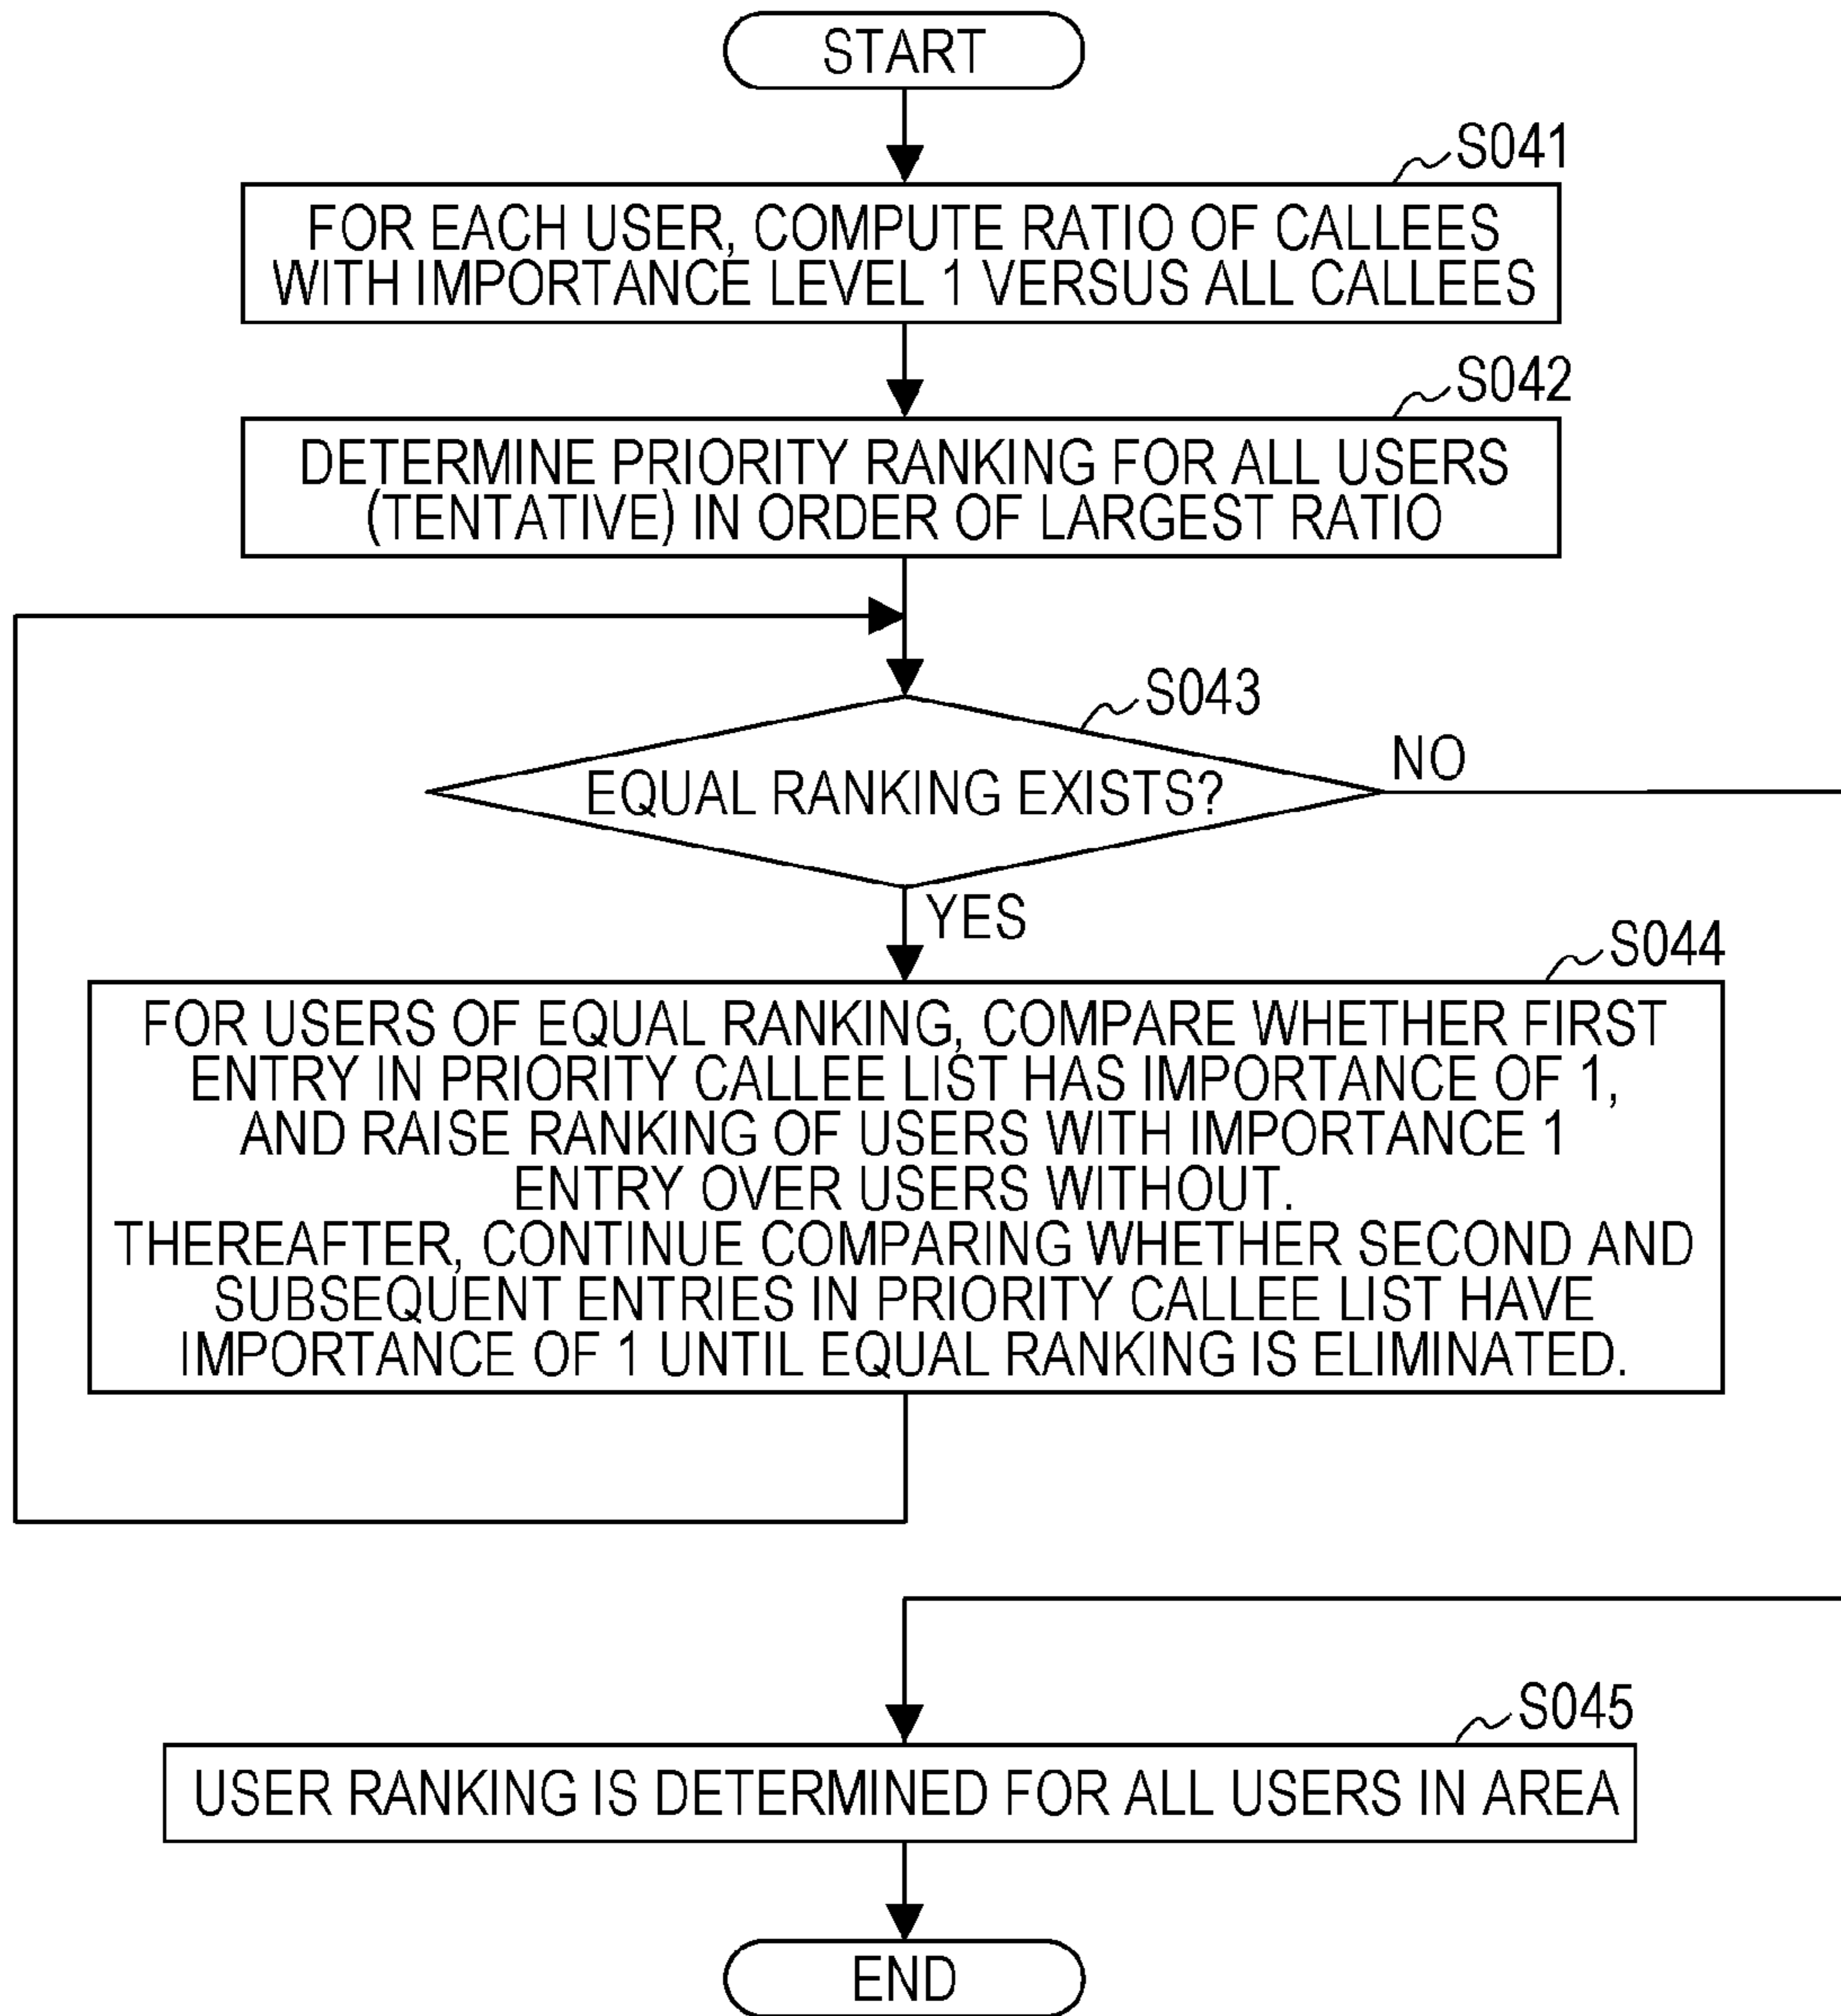 START
S041
FOR EACH USER, COMPUTE RATIO OF CALLEES
WITH IMPORTANCE LEVEL 1 VERSUS ALL CALLEES
S042
DETERMINE PRIORITY RANKING FOR ALL USERS
(TENTATIVE) IN ORDER OF LARGEST RATIO
S043
EQUAL RANKING EXISTS?
NO
YES
S044
FOR USERS OF EQUAL RANKING, COMPARE WHETHER FIRST
ENTRY IN PRIORITY CALLEE LIST HAS IMPORTANCE OF 1,
AND RAISE RANKING OF USERS WITH IMPORTANCE 1
ENTRY OVER USERS WITHOUT.
THEREAFTER, CONTINUE COMPARING WHETHER SECOND AND
SUBSEQUENT ENTRIES IN PRIORITY CALLEE LIST HAVE
IMPORTANCE OF 1 UNTIL EQUAL RANKING IS ELIMINATED.
S045
USER RANKING IS DETERMINED FOR ALL USERS IN AREA
END